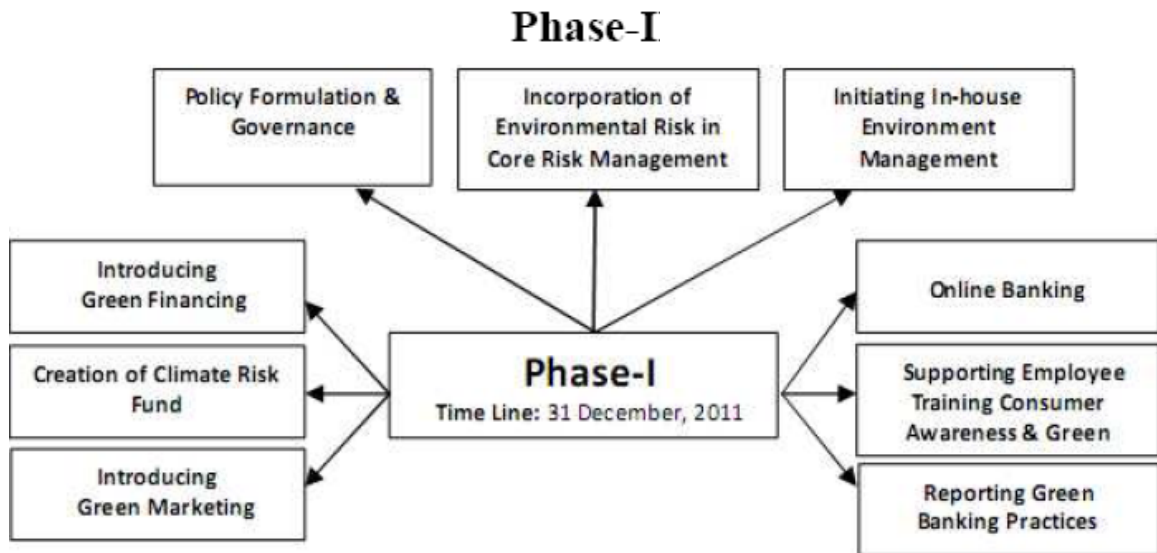 Phase-I
Policy Formulation &
Governance
Incorporation of
Environmental Risk in
Core Risk Management
Initiating In-house
Environment
Management
Introducing
Green Financing
Creation of Climate Risk
Fund
Introducing
Green Marketing
Phase-I
Time Line: 31 December, 2011
Online Banking
Supporting Employee
Training Consumer
Awareness & Green
Reporting Green
Banking Practices